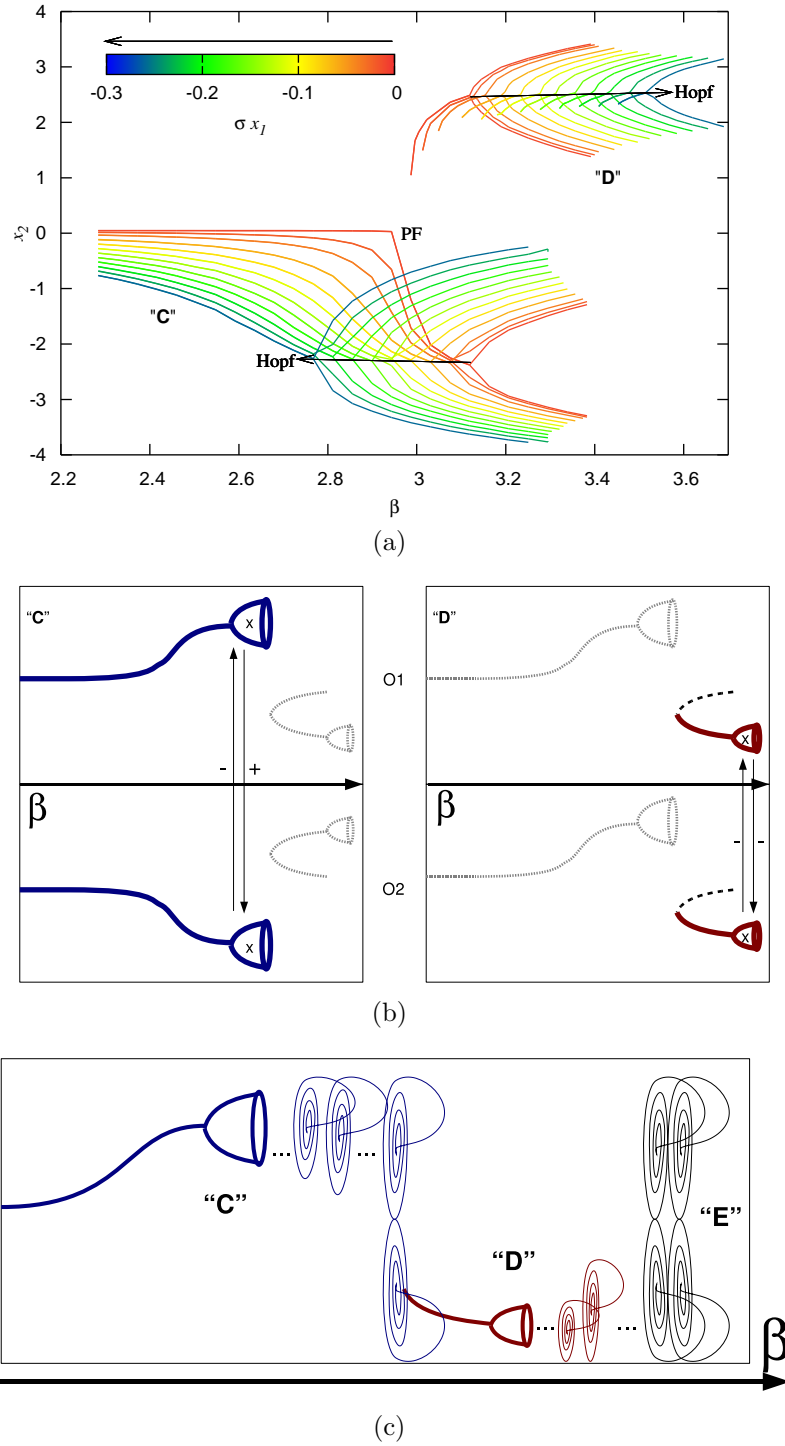 4
3
2
1
0
-1
-2
-3
-4
x2
-0.3 -0.2 -0.1 0
σ x1
Hopf
"D"
PF
"C"
Hopf
2.2 2.4 2.6 2.8 3 3.2 3.4 3.6
β
(a)
“C” “D”
x
O1
x
- +
- -
β β
O2
x x
(b)
... ...
“C” “E”
“D”
... ...
β
(c)